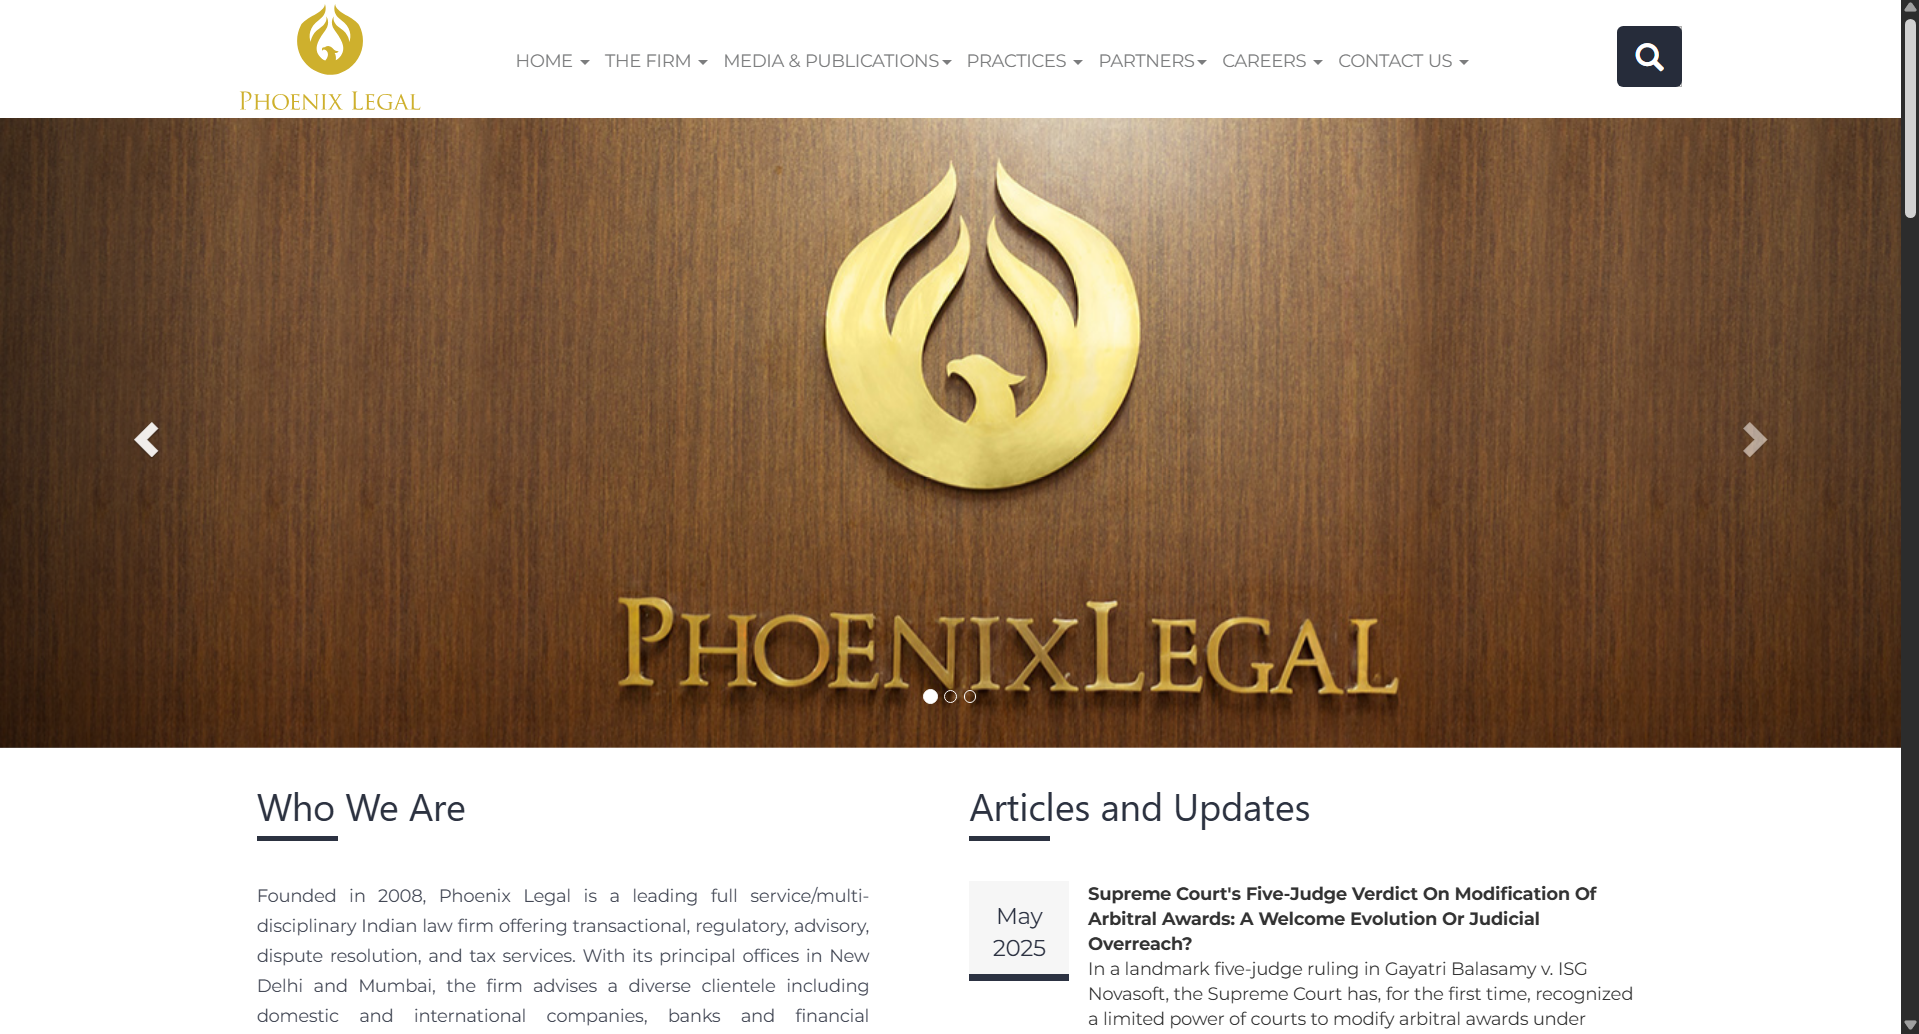 PHOENIX LEGAL
HOME THE FIRM MEDIA & PUBLICATIONS PRACTICES PARTNERS CAREERS CONTACT US
PHOENIX LEGAL
Who We Are
Founded in 2008, Phoenix Legal is a leading full service/multi-
disciplinary Indian law firm offering transactional, regulatory, advisory,
dispute resolution, and tax services. With its principal offices in New
Delhi and Mumbai, the firm advises a diverse clientele including
domestic and international companies, banks and financial
Articles and Updates
May
2025
Supreme Court's Five-Judge Verdict On Modification Of
Arbitral Awards: A Welcome Evolution Or Judicial
Overreach?
In a landmark five-judge ruling in Gayatri Balasamy v. ISG
Novasoft, the Supreme Court has, for the first time, recognized
a limited power of courts to modify arbitral awards under